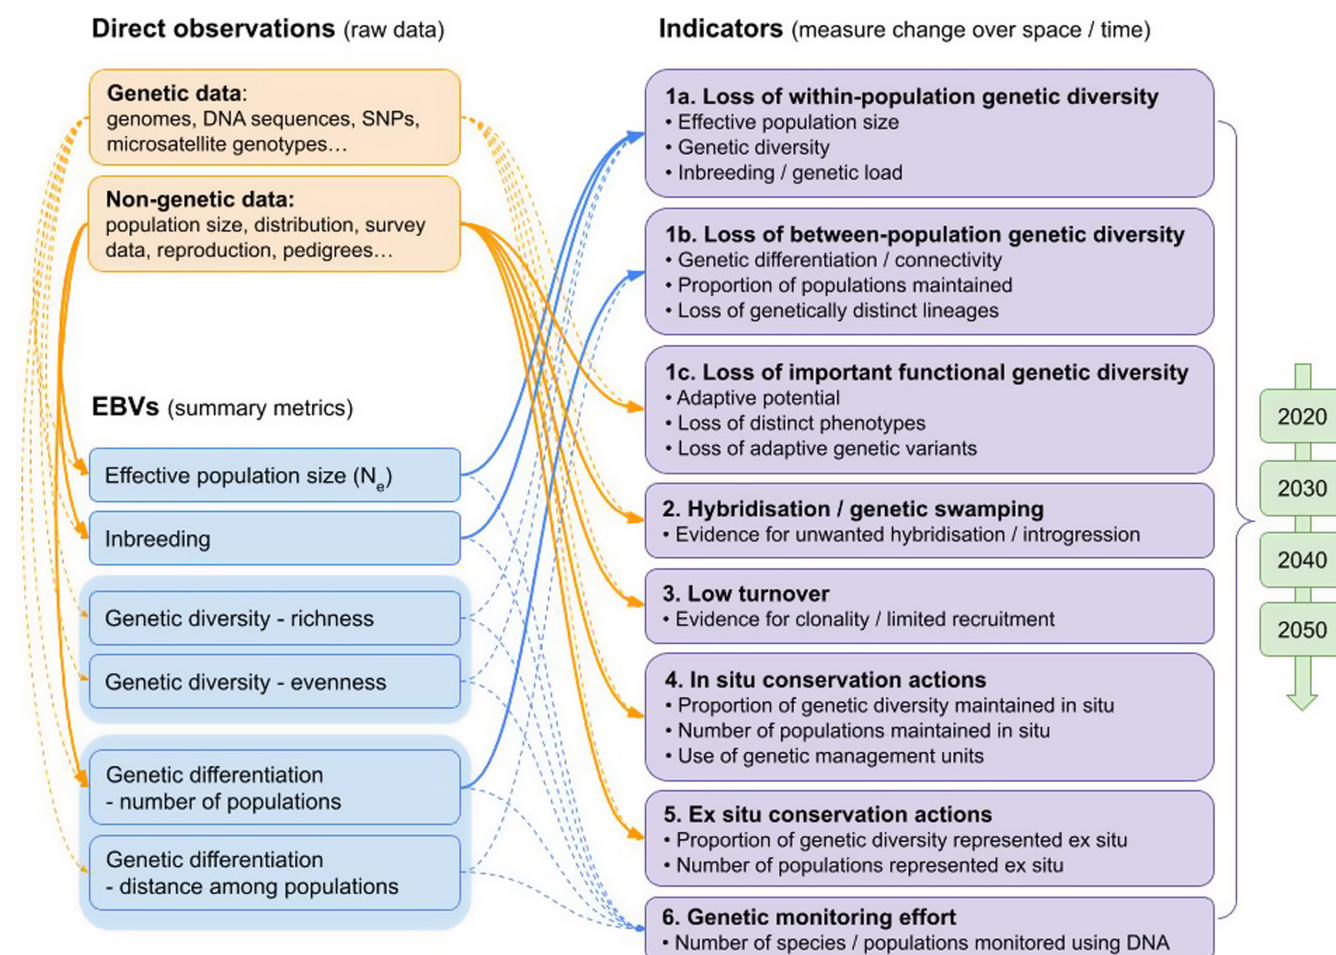 Direct observations (raw data)
Genetic data:
genomes, DNA sequences, SNPs,
microsatellite genotypes…
Non-genetic data:
population size, distribution, survey
data, reproduction, pedigrees…
EBVs (summary metrics)
Effective population size (Ne)
Inbreeding
Genetic diversity - richness
Genetic diversity - evenness
Genetic differentiation
- number of populations
Genetic differentiation
- distance among populations
Indicators (measure change over space / time)
1a. Loss of within-population genetic diversity
• Effective population size
• Genetic diversity
• Inbreeding / genetic load
1b. Loss of between-population genetic diversity
• Genetic differentiation / connectivity
• Proportion of populations maintained
• Loss of genetically distinct lineages
1c. Loss of important functional genetic diversity
• Adaptive potential
• Loss of distinct phenotypes
• Loss of adaptive genetic variants
2. Hybridisation / genetic swamping
• Evidence for unwanted hybridisation / introgression
3. Low turnover
• Evidence for clonality / limited recruitment
4. In situ conservation actions
• Proportion of genetic diversity maintained in situ
• Number of populations maintained in situ
• Use of genetic management units
5. Ex situ conservation actions
• Proportion of genetic diversity represented ex situ
• Number of populations represented ex situ
6. Genetic monitoring effort
• Number of species / populations monitored using DNA
2020
2030
2040
2050